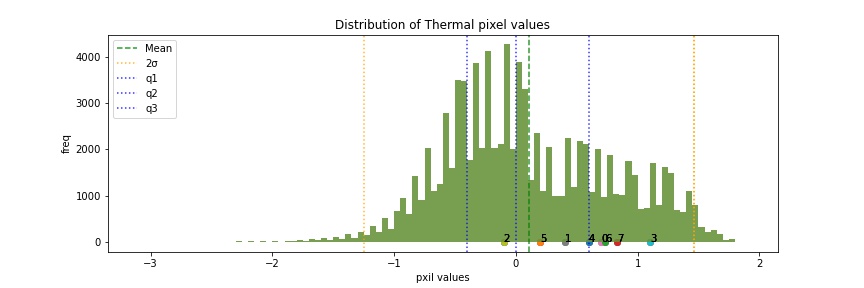 Distribution of Thermal pixel values
Mean
2σ
q1
q2
q3
freq
4000
3000
2000
1000
0
2 5 1 4 0 6 7 3
−3 −2 −1 0 1 2
pxil values